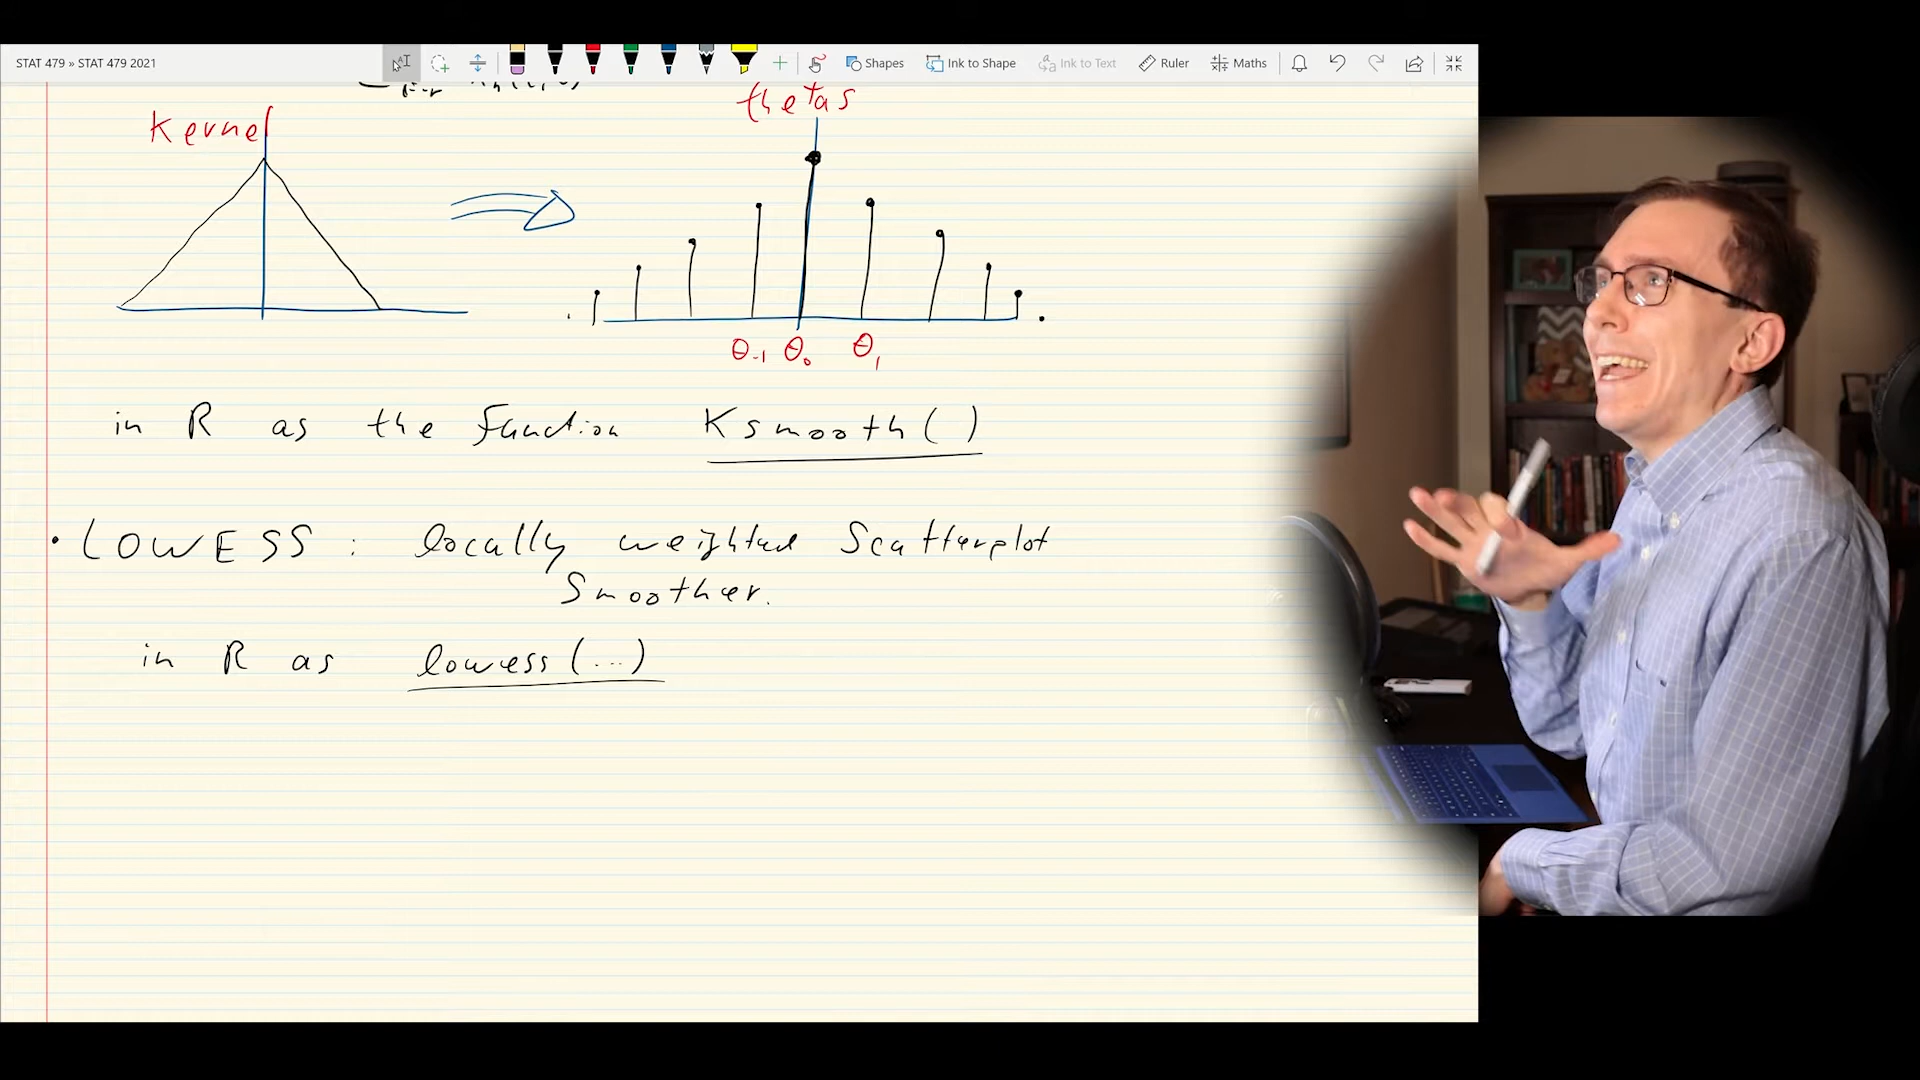 STAT 479 » STAT 479 2021
Shapes Ink to Shape Ink to Text Ruler Maths
Kernel
thetas
θ-1 θ0 θ1
in R as the function Ksmooth( )
• LOWESS : locally weighted Scatterplot
Smoother.
in R as lowess(...)